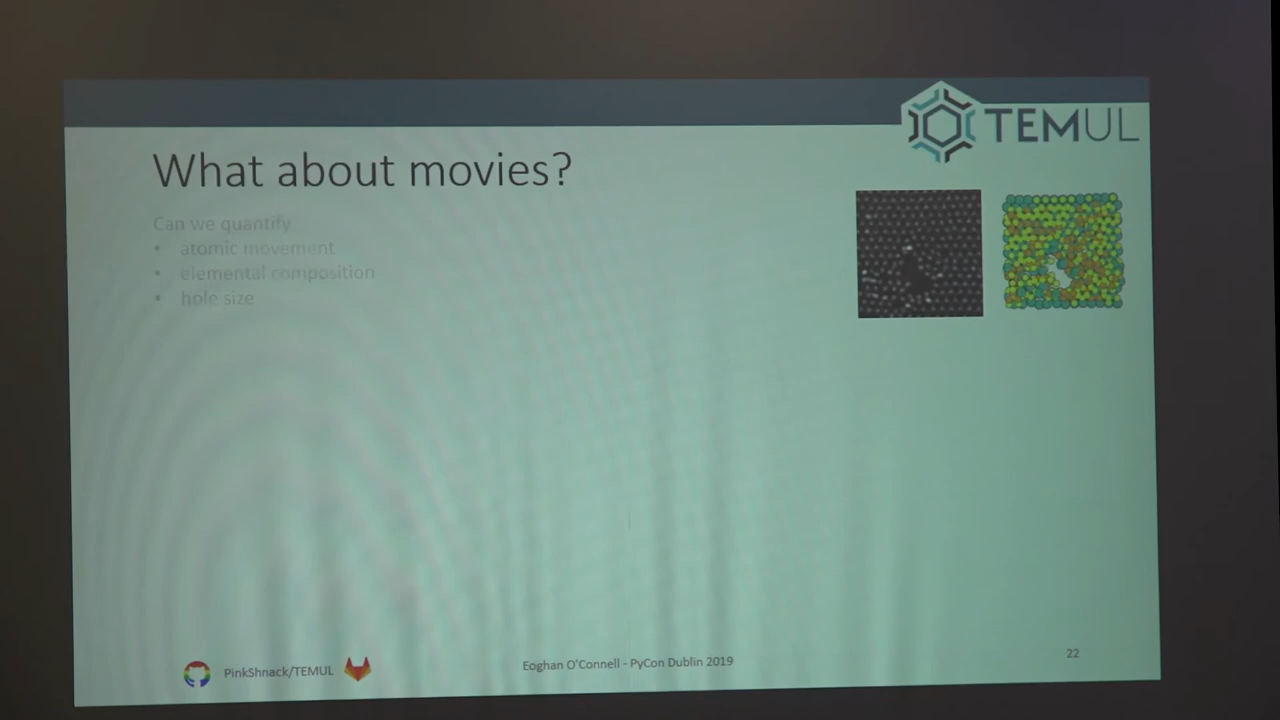 TEMUL
What about movies?
Can we quantify
• atomic movement
• elemental composition
• hole size
PinkShnack/TEMUL
Eoghan O'Connell - PyCon Dublin 2019
22